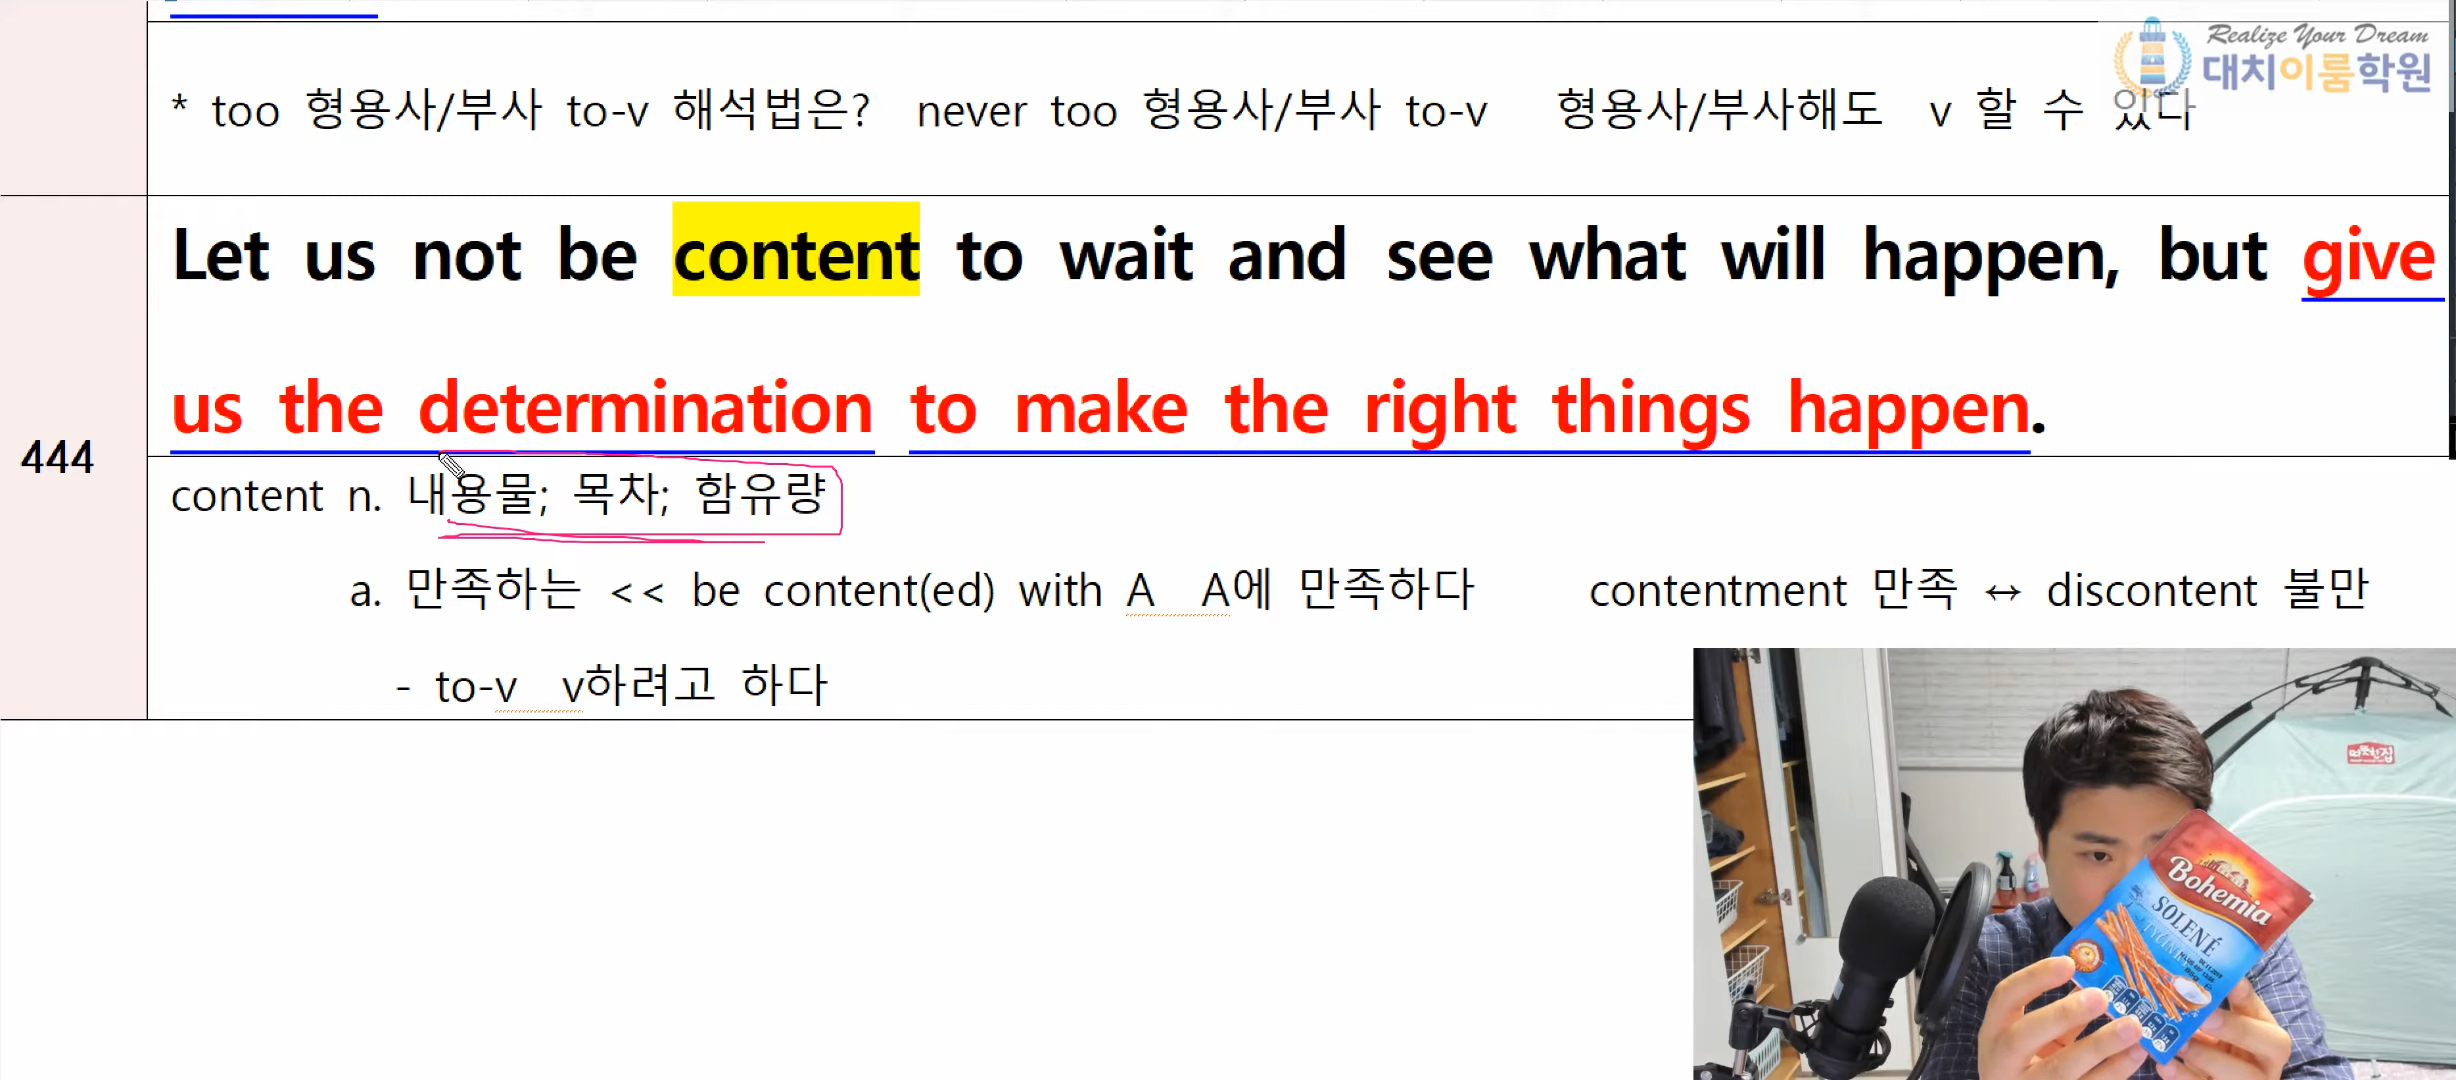 Realize Your Dream
대치이룸학원
* too 형용사/부사 to-v 해석법은? never too 형용사/부사 to-v 형용사/부사해도 v 할 수 있다
444
Let us not be content to wait and see what will happen, but give
us the determination to make the right things happen.
content n. 내용물; 목차; 함유량
a. 만족하는 << be content(ed) with A A에 만족하다 contentment 만족 ↔ discontent 불만
- to-v v하려고 하다
Bohemia
SOLENÉ
TYČINKY